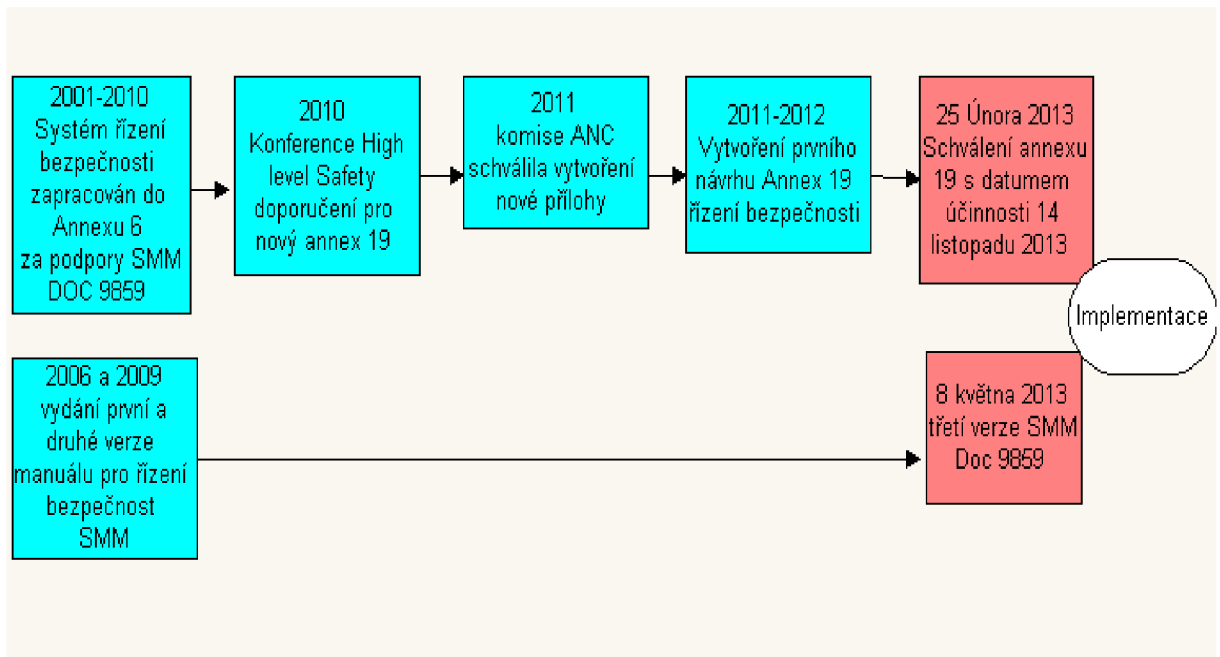 2001-2010
Systém řízení
bezpečnosti
zapracován do
Annexu 6
za podpory SMM
DOC 9859
2010
Konference High
level Safety
doporučení pro
nový annex 19
2011
komise ANC
schválila vytvoření
nové přílohy
2011-2012
Vytvoření prvního
návrhu Annex 19
řízení bezpečnosti
25 Února 2013
Schválení annexu
19 s datumem
účinnosti 14
listopadu 2013
Implementace
2006 a 2009
vydání první a
druhé verze
manuálu pro řízení
bezpečnost
SMM
8 května 2013
třetí verze SMM
Doc 9859